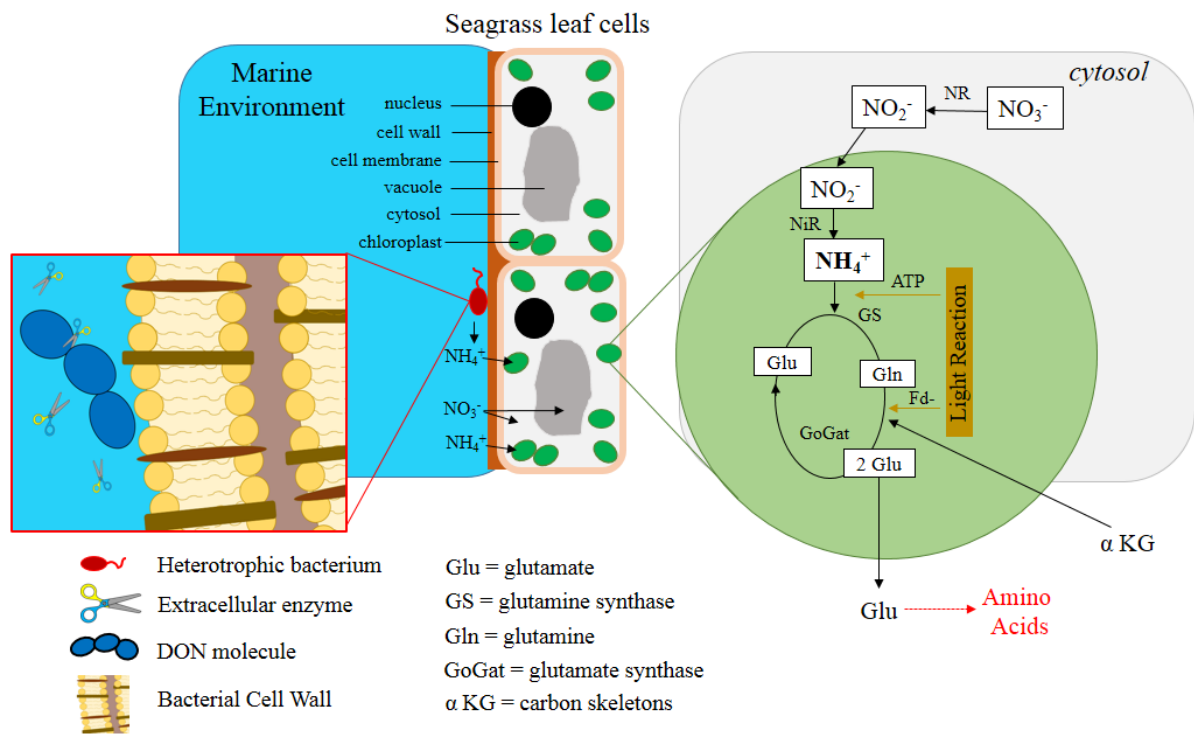 Seagrass leaf cells
Marine
Environment
nucleus
cell wall
cell membrane
vacuole
cytosol
chloroplast
NH₄⁺
NO₃⁻
NH₄⁺
cytosol
NO₂⁻
NR
NO₃⁻
NO₂⁻
NiR
NH₄⁺
ATP
GS
Glu
Gln
Fd-
Light Reaction
GoGat
2 Glu
α KG
Glu
Amino
Acids
Heterotrophic bacterium
Extracellular enzyme
DON molecule
Bacterial Cell Wall
Glu = glutamate
GS = glutamine synthase
Gln = glutamine
GoGat = glutamate synthase
α KG = carbon skeletons